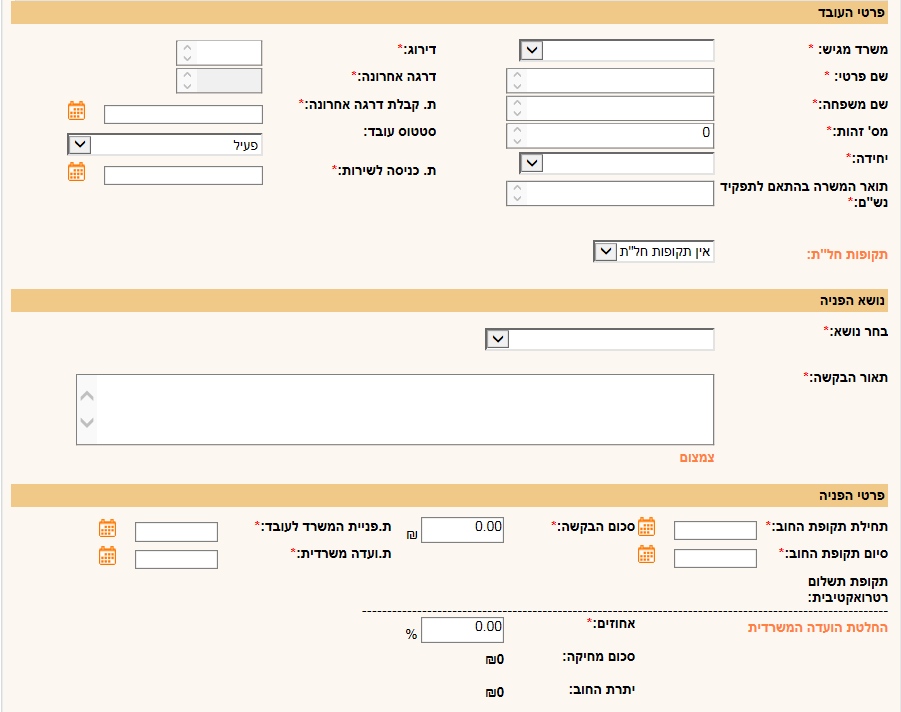 פרטי העובד
משרד מגיש: *
דירוג:*
שם פרטי: *
דרגה אחרונה:*
שם משפחה:*
ת. קבלת דרגה אחרונה:*
מס' זהות:*
0
סטטוס עובד:
פעיל
יחידה:*
ת. כניסה לשירות:*
תואר המשרה בהתאם לתפקיד
נש"ם:*
תקופות חל"ת:
אין תקופות חל"ת
נושא הפניה
בחר נושא:*
תאור הבקשה:*
צמצום
פרטי הפניה
תחילת תקופת החוב:*
סכום הבקשה:*
0.00
₪
ת.פניית המשרד לעובד:*
סיום תקופת החוב:*
ת.ועדה משרדית:*
תקופת תשלום
רטרואקטיבית:
החלטת הועדה המשרדית
אחוזים:*
0.00
%
סכום מחיקה:
₪0
יתרת החוב:
₪0